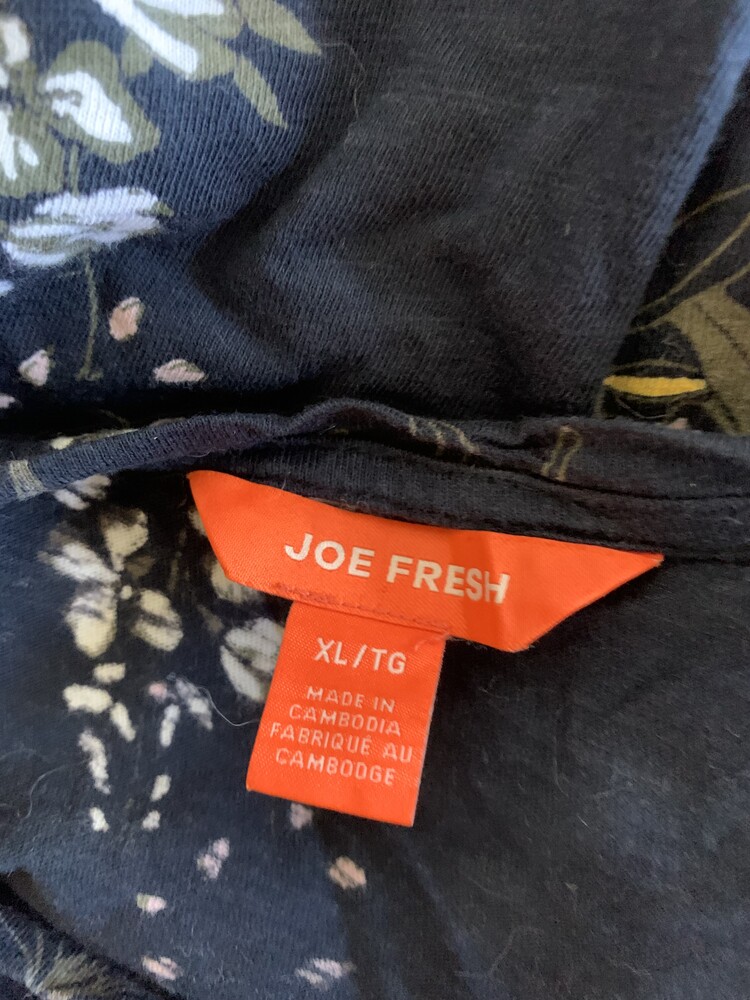 JOE FRESH
XL/TG
MADE IN
CAMBODIA
FABRIQUÉ AU
CAMBODGE